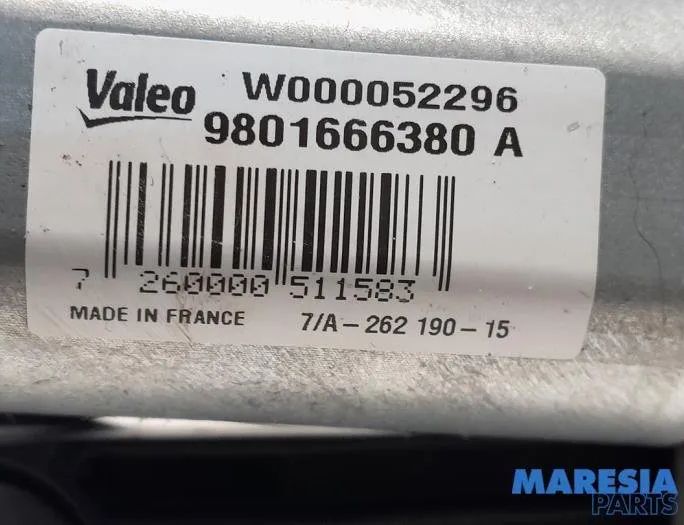 Valeo W000052296
9801666380 A
7 260000 511583
MADE IN FRANCE 7/A-262 190-15
MARESIA
PARTS